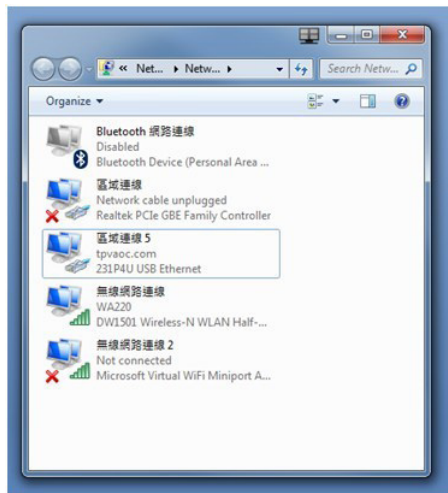 « Net... Netw...
Search Netw...
Organize
Bluetooth 網路連線
Disabled
Bluetooth Device (Personal Area ...
區域連線
Network cable unplugged
Realtek PCIe GBE Family Controller
區域連線 5
tpvaoc.com
231P4U USB Ethernet
無線網路連線
WA220
DW1501 Wireless-N WLAN Half-...
無線網路連線 2
Not connected
Microsoft Virtual WiFi Miniport A...